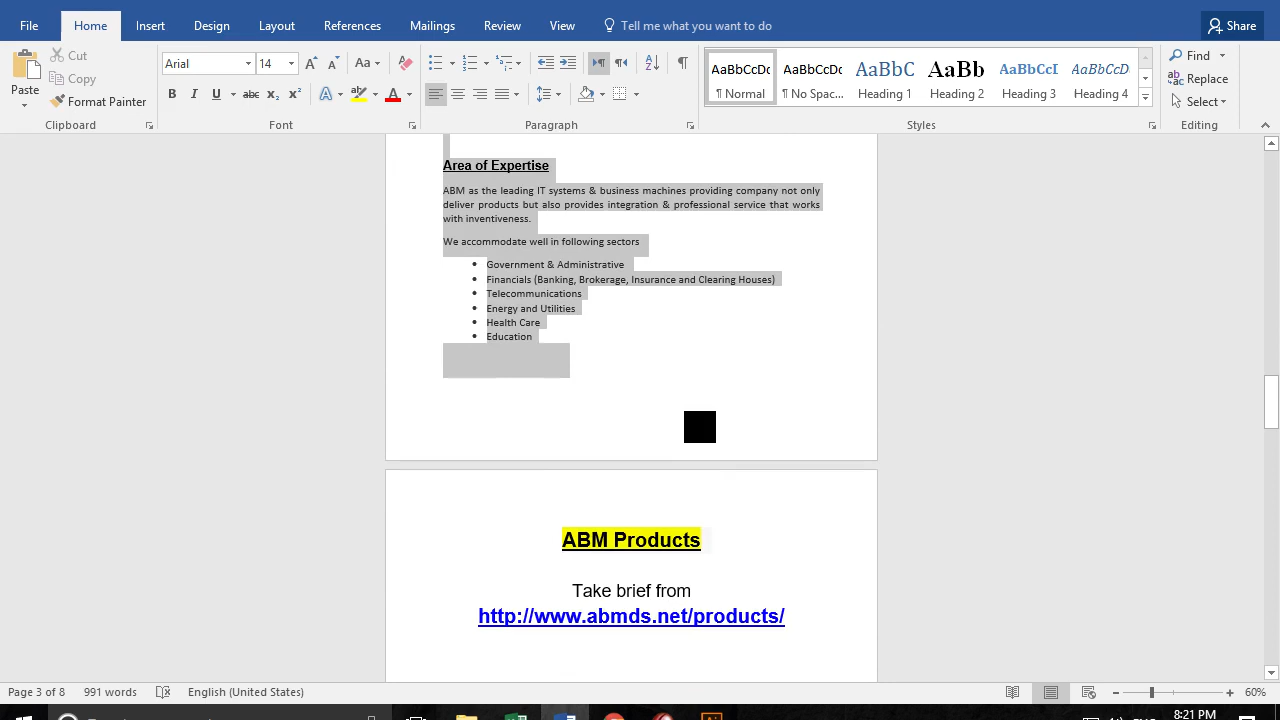 File Home Insert Design Layout References Mailings Review View Tell me what you want to do Share
Paste
Cut
Copy
Format Painter
Clipboard
Arial 14
Font
Paragraph
AaBbCcDc AaBbCcDc AaBbC AaBb AaBbCcI AaBbCcD
¶ Normal ¶ No Spac... Heading 1 Heading 2 Heading 3 Heading 4
Styles
Find
Replace
Select
Editing
Area of Expertise
ABM as the leading IT systems & business machines providing company not only
deliver products but also provides integration & professional service that works
with inventiveness.
We accommodate well in following sectors
• Government & Administrative
• Financials (Banking, Brokerage, Insurance and Clearing Houses)
• Telecommunications
• Energy and Utilities
• Health Care
• Education
ABM Products
Take brief from
http://www.abmds.net/products/
Page 3 of 8 991 words English (United States) 60%
8:21 PM